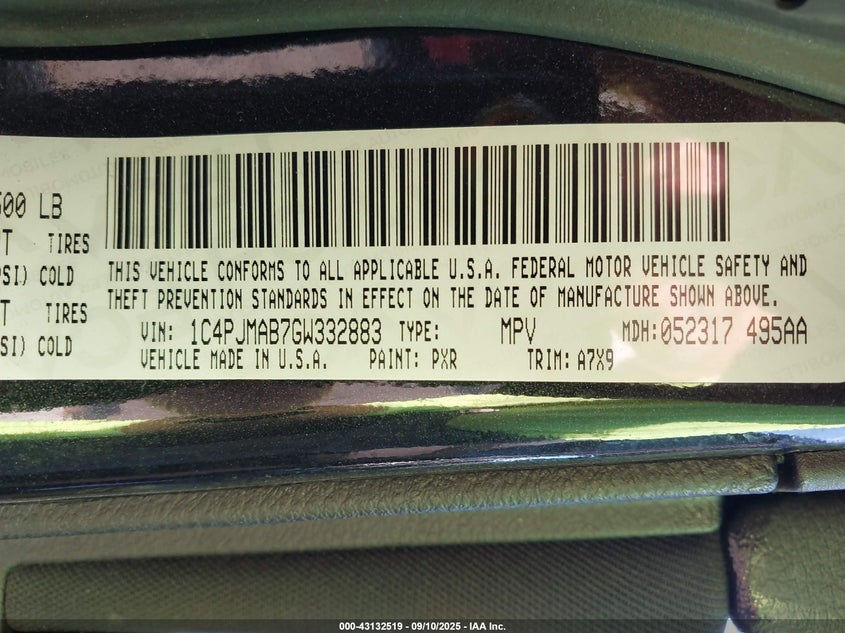 500 LB
TIRES
PSI) COLD
TIRES
SI) COLD
THIS VEHICLE CONFORMS TO ALL APPLICABLE U.S.A. FEDERAL MOTOR VEHICLE SAFETY AND
THEFT PREVENTION STANDARDS IN EFFECT ON THE DATE OF MANUFACTURE SHOWN ABOVE.
VIN: 1C4PJMAB7GW332883 TYPE: MPV MDH:052317 495AA
VEHICLE MADE IN U.S.A. PAINT: PXR TRIM: A7X9
000-43132519 - 09/10/2025 - IAA Inc.